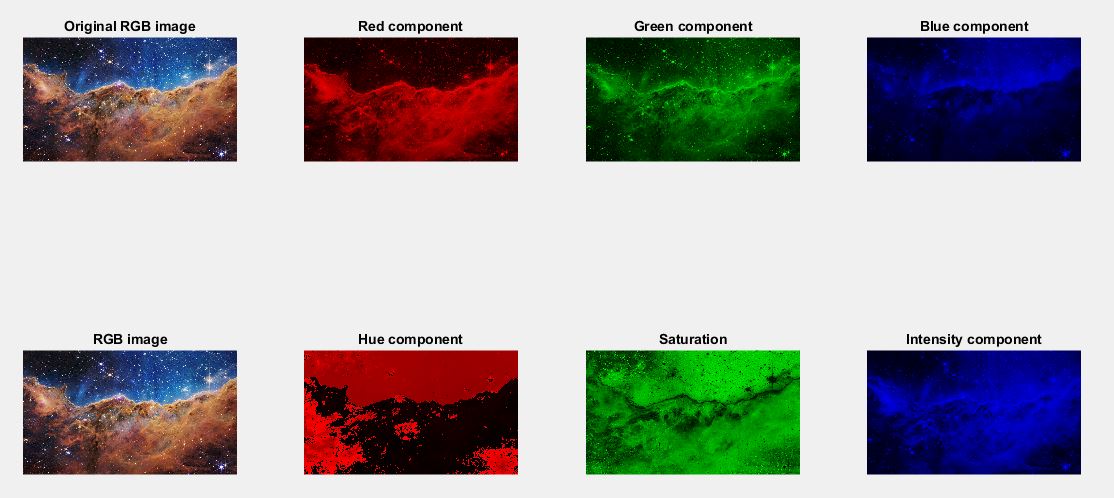 Original RGB image
Red component
Green component
Blue component
RGB image
Hue component
Saturation
Intensity component